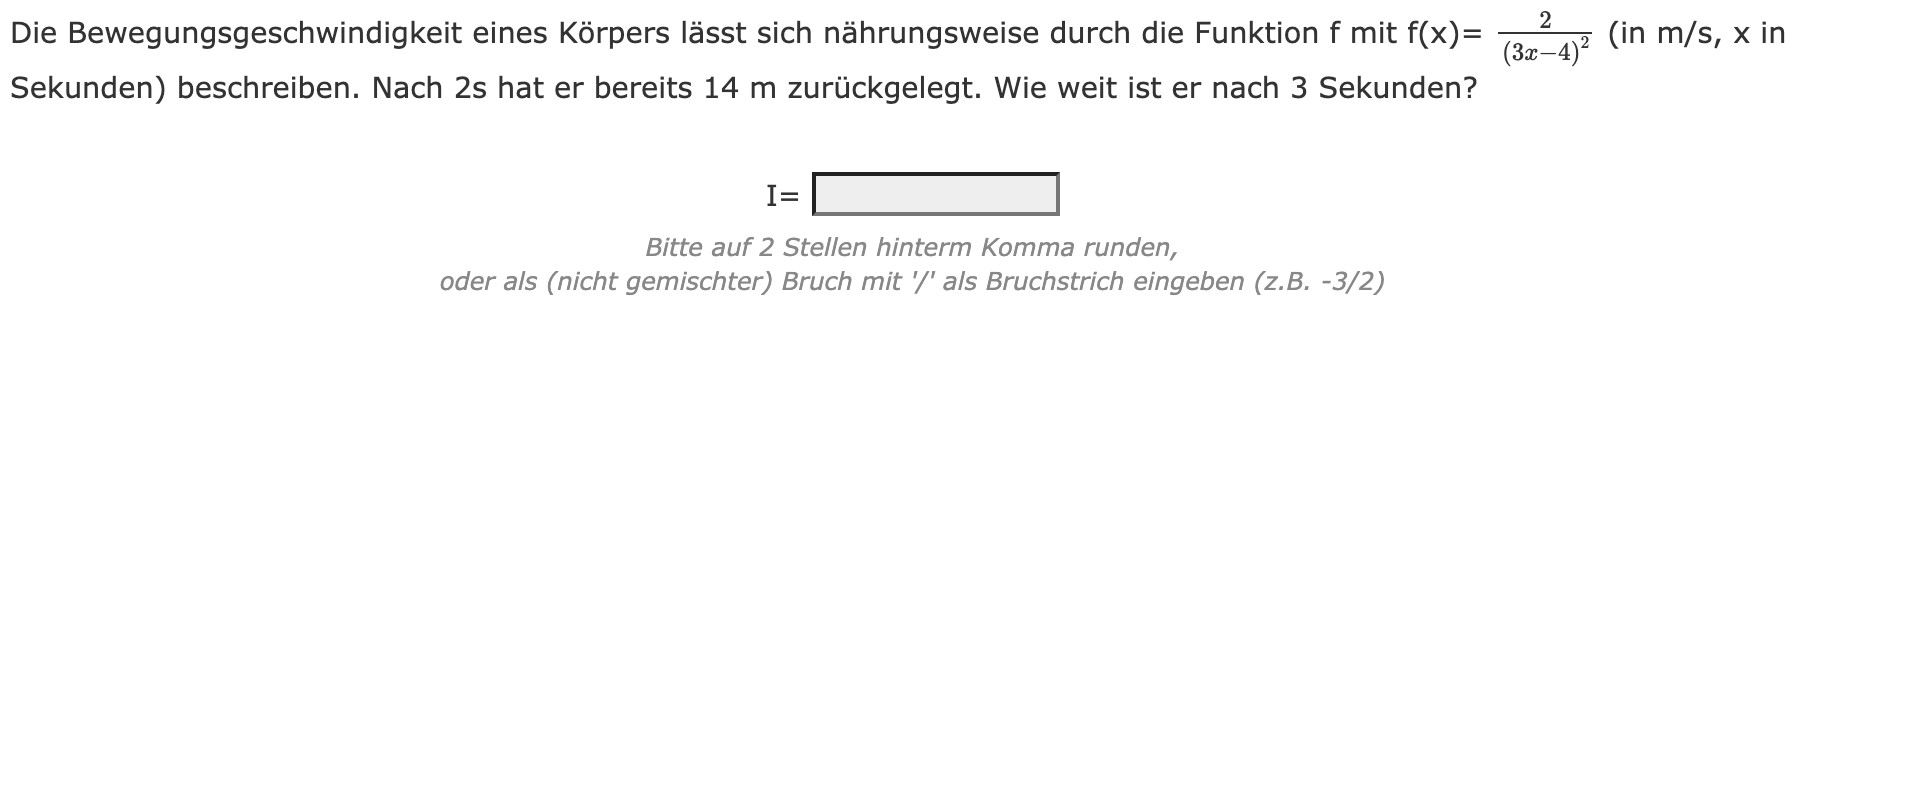 Die Bewegungsgeschwindigkeit eines Körpers lässt sich nährungsweise durch die Funktion f mit f(x)= \frac{2}{(3x-4)^2} (in m/s, x in
Sekunden) beschreiben. Nach 2s hat er bereits 14 m zurückgelegt. Wie weit ist er nach 3 Sekunden?
I=
Bitte auf 2 Stellen hinterm Komma runden,
oder als (nicht gemischter) Bruch mit '/' als Bruchstrich eingeben (z.B. -3/2)